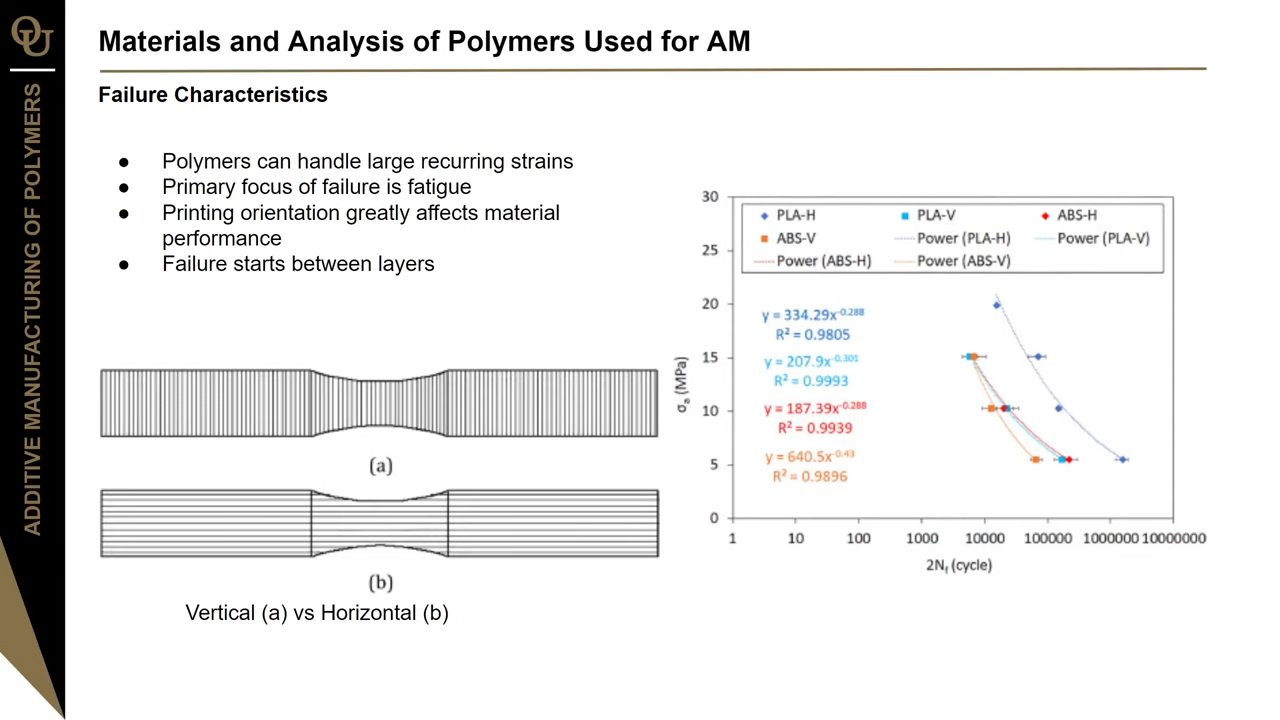 OU
ADDITIVE MANUFACTURING OF POLYMERS
Materials and Analysis of Polymers Used for AM
Failure Characteristics
● Polymers can handle large recurring strains
● Primary focus of failure is fatigue
● Printing orientation greatly affects material
performance
● Failure starts between layers
(a)
(b)
Vertical (a) vs Horizontal (b)
30
25
20
15
10
5
0
σa (MPa)
PLA-H PLA-V ABS-H
ABS-V Power (PLA-H) Power (PLA-V)
Power (ABS-H) Power (ABS-V)
y = 334.29x^-0.288
R² = 0.9805
y = 207.9x^-0.301
R² = 0.9993
y = 187.39x^-0.288
R² = 0.9939
y = 640.5x^-0.43
R² = 0.9896
1 10 100 1000 10000 100000 1000000 10000000
2Nf (cycle)